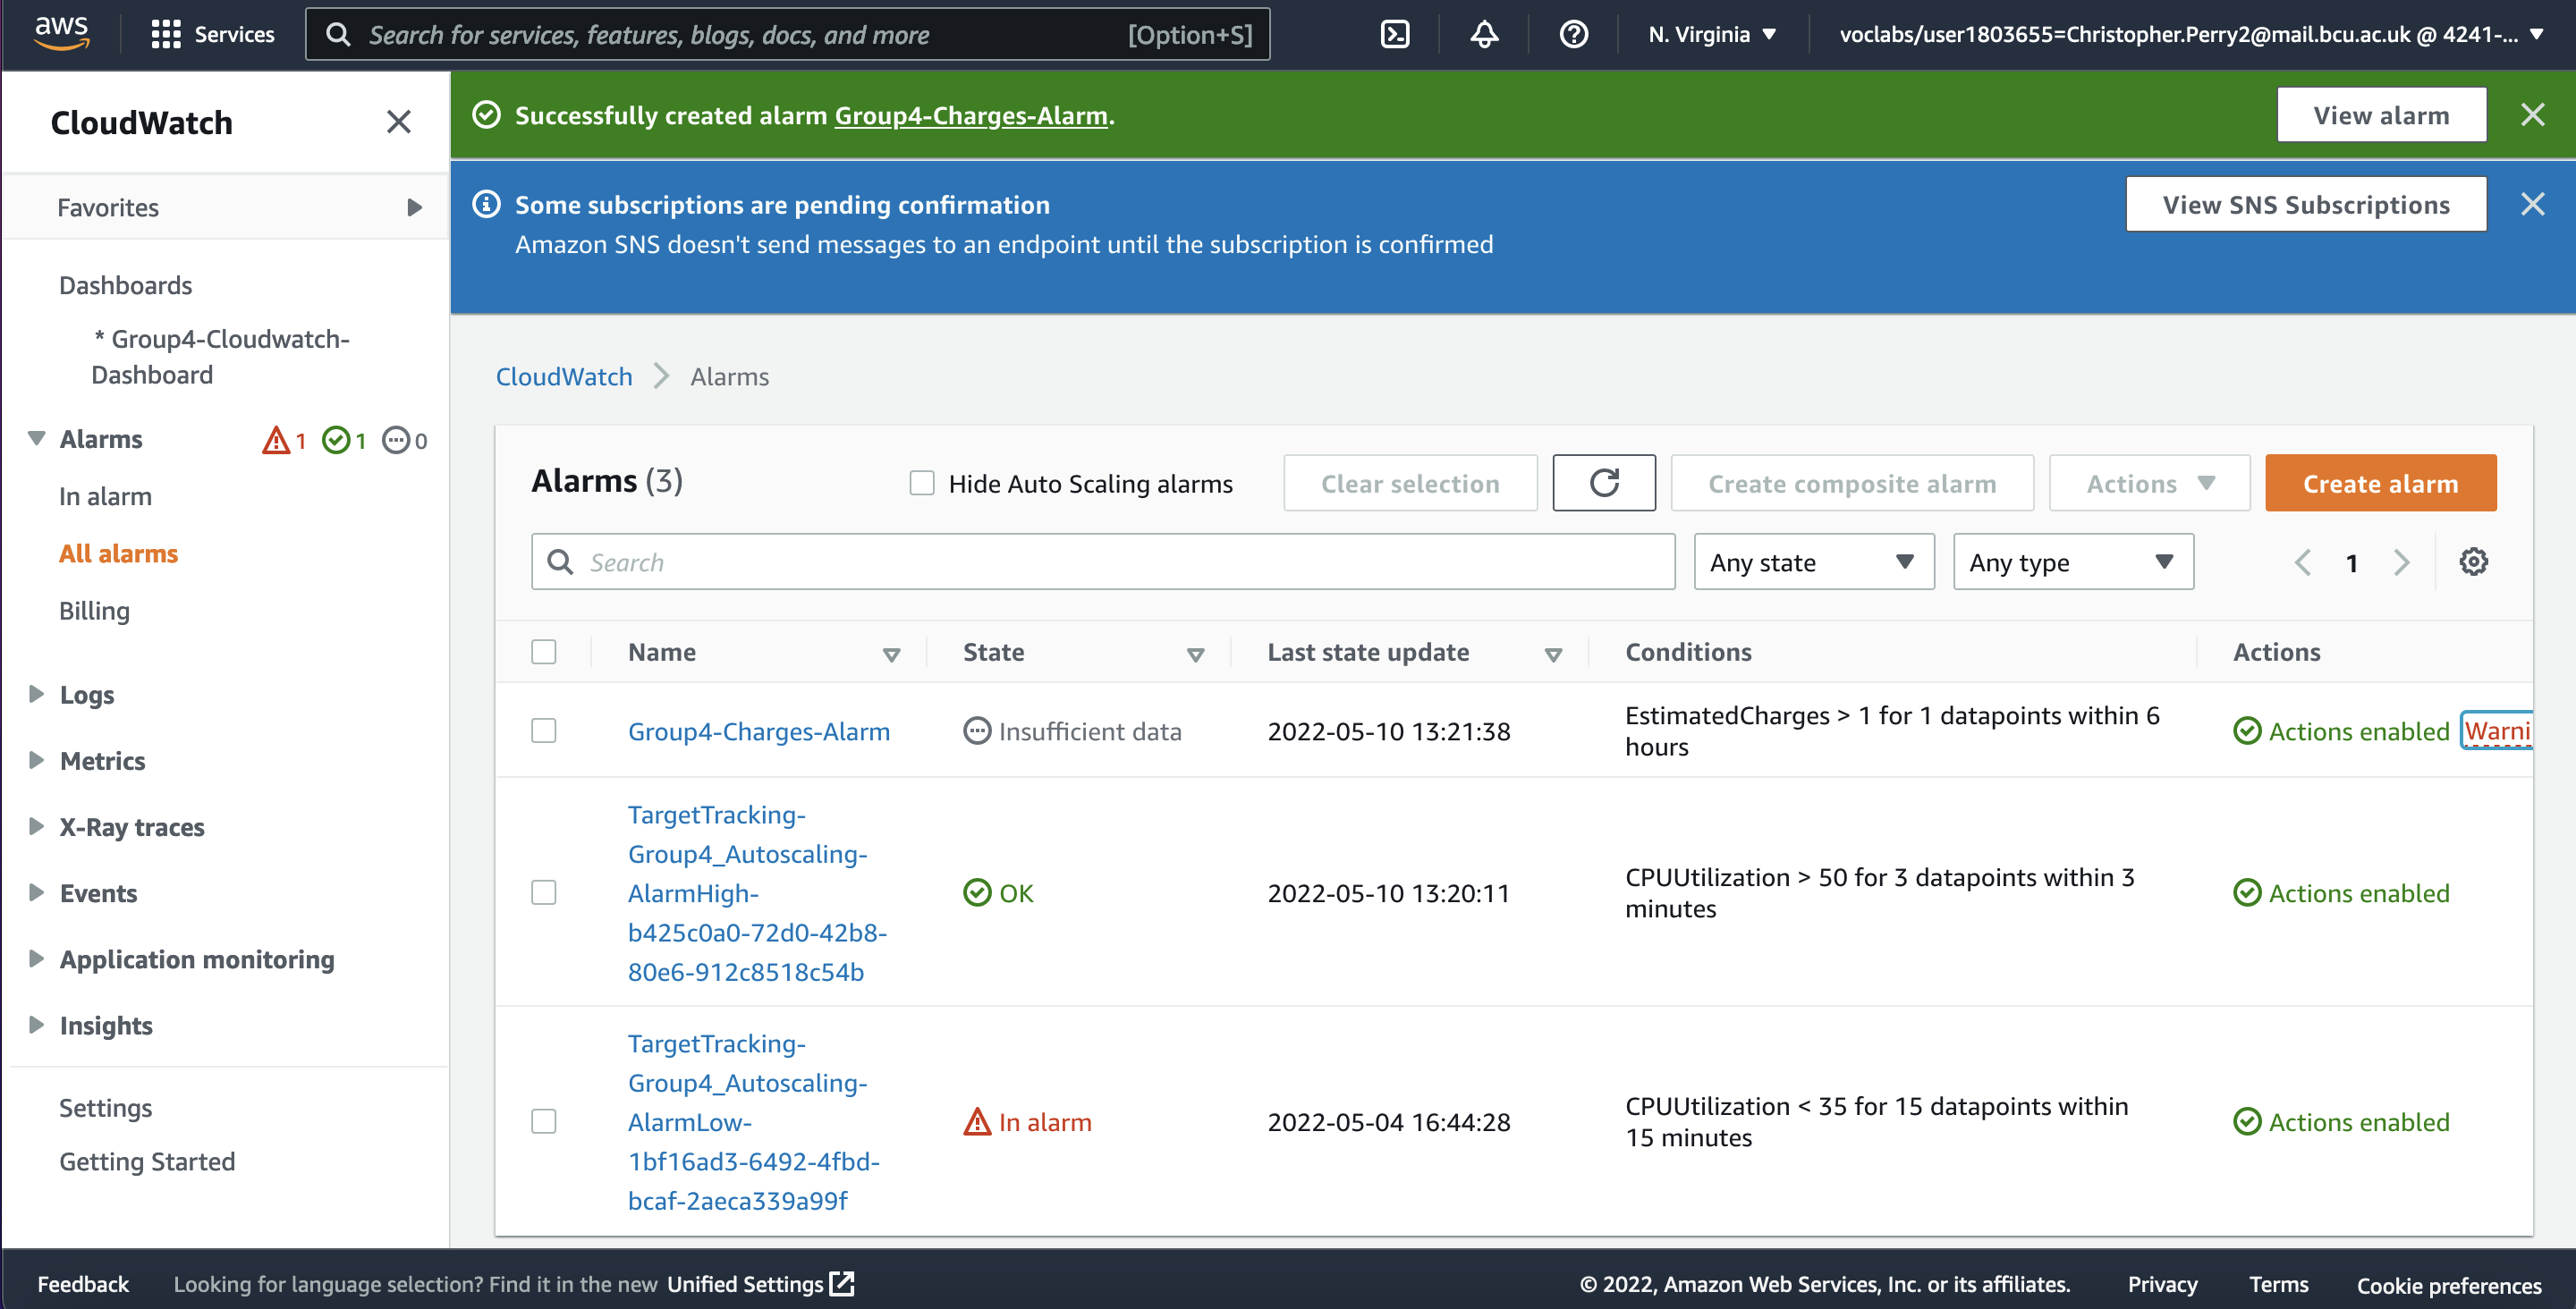 aws
Services
Search for services, features, blogs, docs, and more
[Option+S]
N. Virginia
voclabs/user1803655=Christopher.Perry2@mail.bcu.ac.uk @ 4241-...
CloudWatch
Favorites
Dashboards
* Group4-Cloudwatch-
Dashboard
Alarms
1
1
0
In alarm
All alarms
Billing
Logs
Metrics
X-Ray traces
Events
Application monitoring
Insights
Settings
Getting Started
Successfully created alarm Group4-Charges-Alarm.
View alarm
Some subscriptions are pending confirmation
Amazon SNS doesn't send messages to an endpoint until the subscription is confirmed
View SNS Subscriptions
CloudWatch
Alarms
Alarms (3)
Hide Auto Scaling alarms
Clear selection
Create composite alarm
Actions
Create alarm
Search
Any state
Any type
1
Name
State
Last state update
Conditions
Actions
Group4-Charges-Alarm
Insufficient data
2022-05-10 13:21:38
EstimatedCharges > 1 for 1 datapoints within 6
hours
Actions enabled
Warni
TargetTracking-
Group4_Autoscaling-
AlarmHigh-
b425c0a0-72d0-42b8-
80e6-912c8518c54b
OK
2022-05-10 13:20:11
CPUUtilization > 50 for 3 datapoints within 3
minutes
Actions enabled
TargetTracking-
Group4_Autoscaling-
AlarmLow-
1bf16ad3-6492-4fbd-
bcaf-2aeca339a99f
In alarm
2022-05-04 16:44:28
CPUUtilization < 35 for 15 datapoints within
15 minutes
Actions enabled
Feedback
Looking for language selection? Find it in the new Unified Settings
© 2022, Amazon Web Services, Inc. or its affiliates.
Privacy
Terms
Cookie preferences